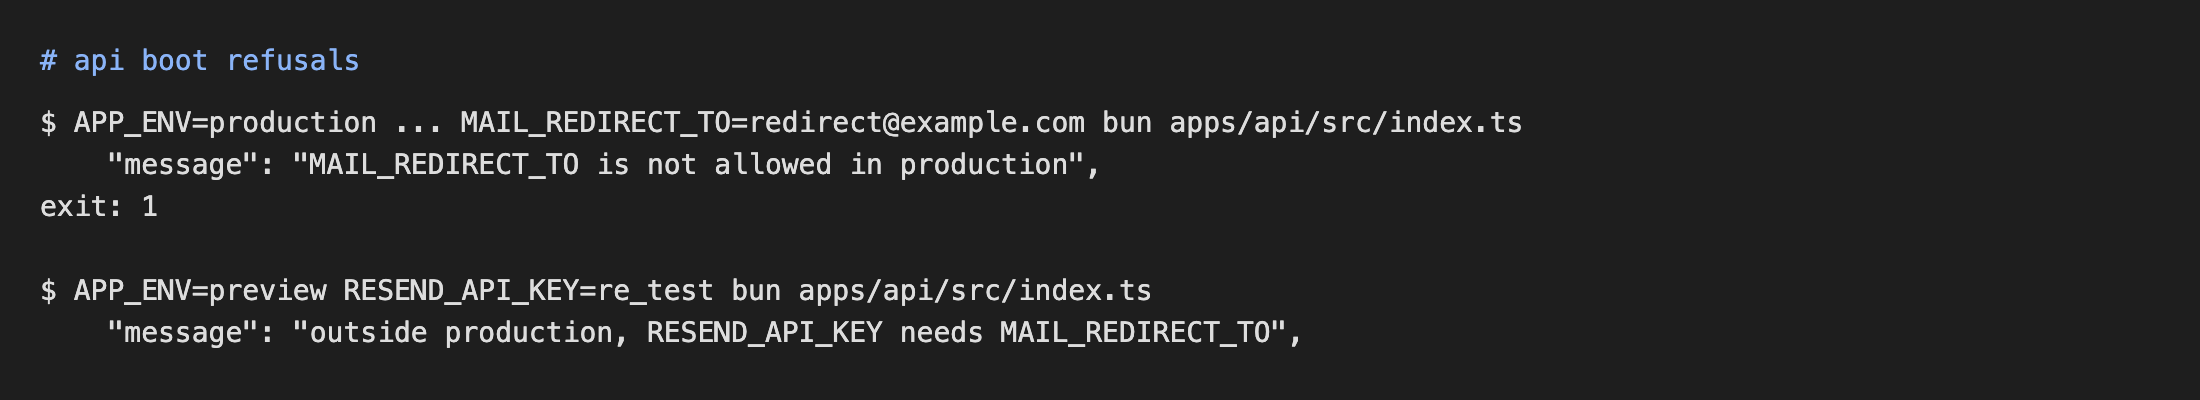 # api boot refusals
$ APP_ENV=production ... MAIL_REDIRECT_TO=redirect@example.com bun apps/api/src/index.ts
    "message": "MAIL_REDIRECT_TO is not allowed in production",
exit: 1
$ APP_ENV=preview RESEND_API_KEY=re_test bun apps/api/src/index.ts
    "message": "outside production, RESEND_API_KEY needs MAIL_REDIRECT_TO",